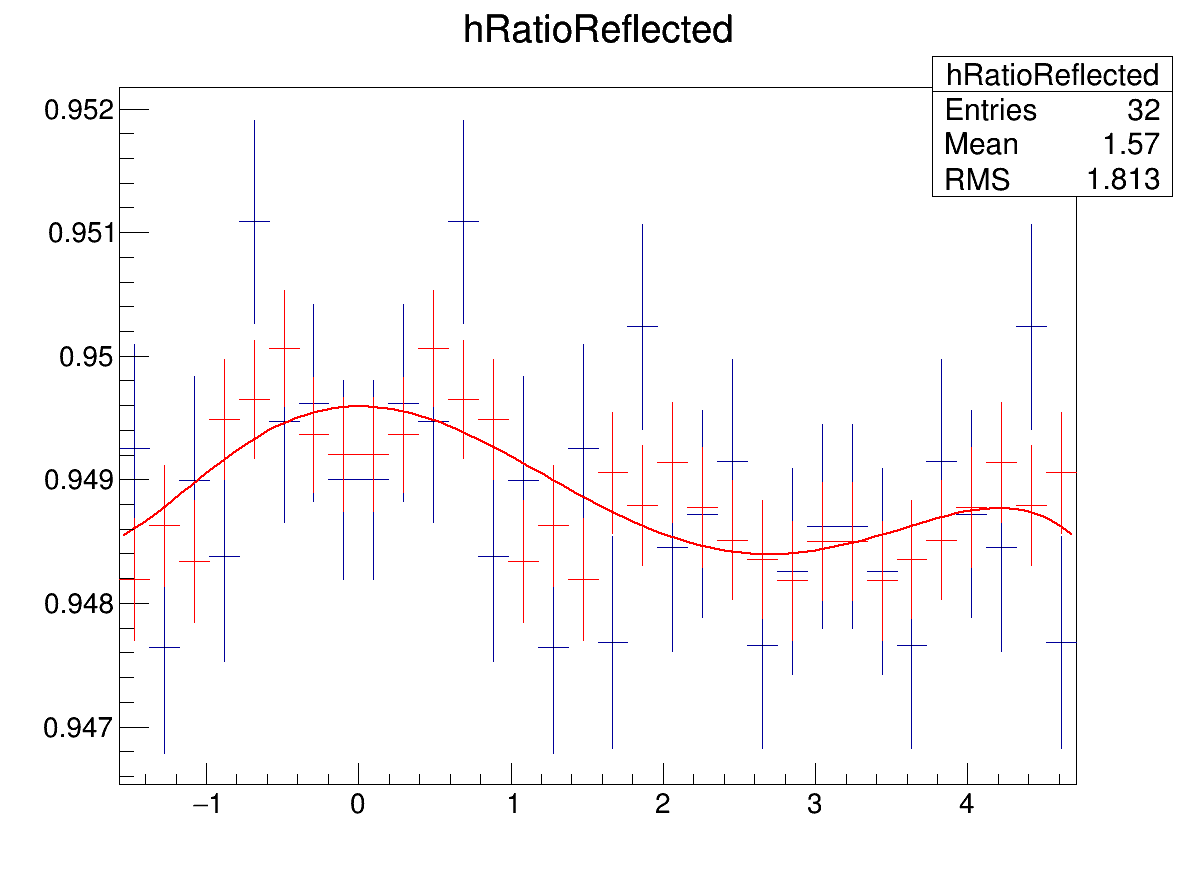 hRatioReflected
hRatioReflected
Entries 32
Mean 1.57
RMS 1.813
0.952
0.951
0.95
0.949
0.948
0.947
−1 0 1 2 3 4